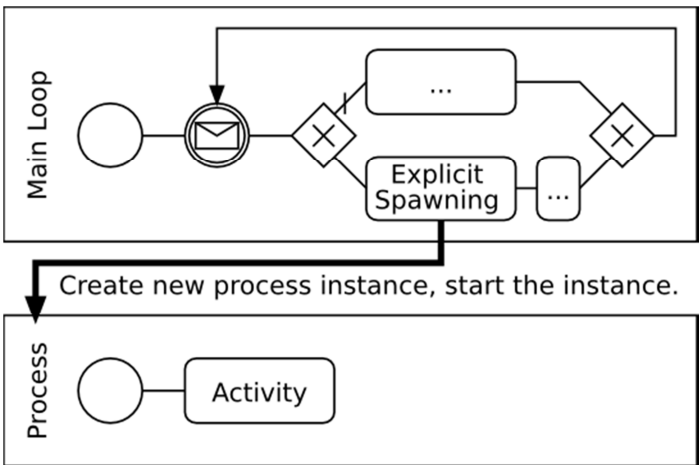 Main Loop
...
Explicit
Spawning
...
Create new process instance, start the instance.
Process
Activity